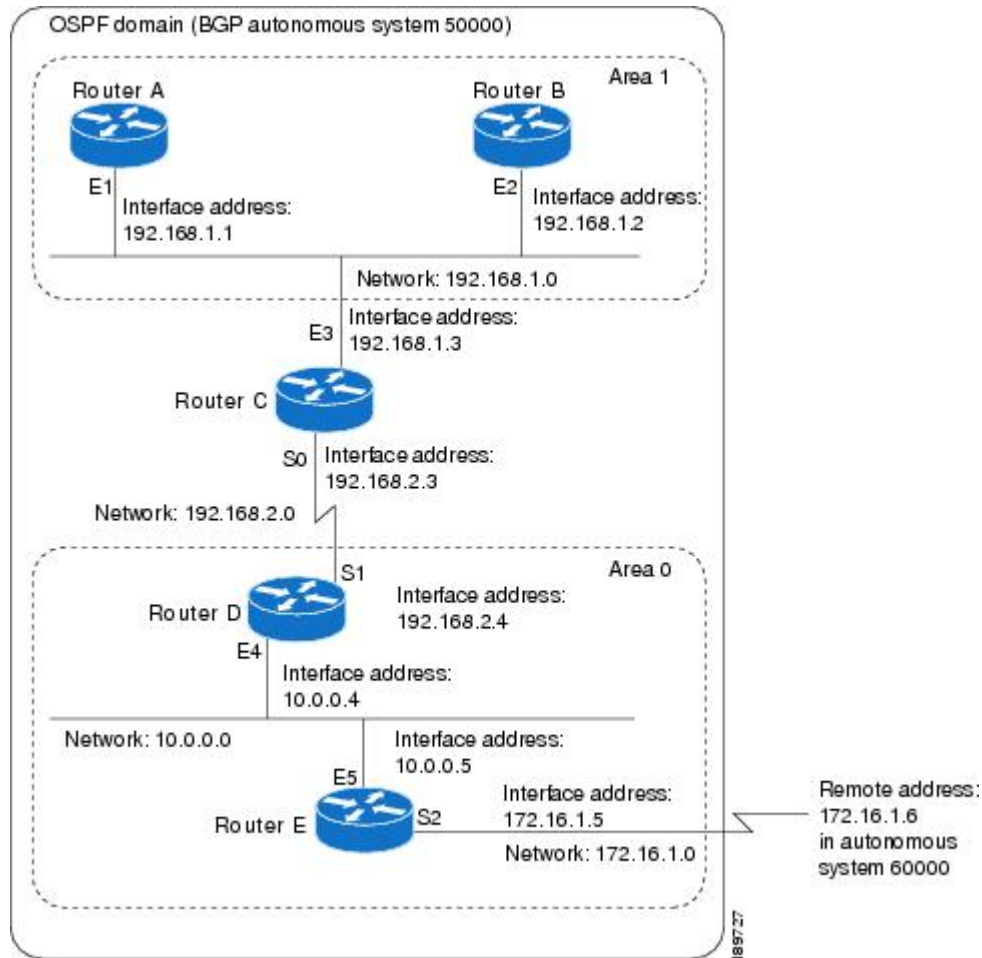 OSPF domain (BGP autonomous system 50000)
Area 1
Router A
Router B
E1
Interface address:
192.168.1.1
E2
Interface address:
192.168.1.2
Network: 192.168.1.0
E3
Interface address:
192.168.1.3
Router C
S0
Interface address:
192.168.2.3
Network: 192.168.2.0
Area 0
S1
Router D
Interface address:
192.168.2.4
E4
Interface address:
10.0.0.4
Network: 10.0.0.0
Interface address:
10.0.0.5
E5
Router E
S2
Interface address:
172.16.1.5
Network: 172.16.1.0
Remote address:
172.16.1.6
in autonomous
system 60000